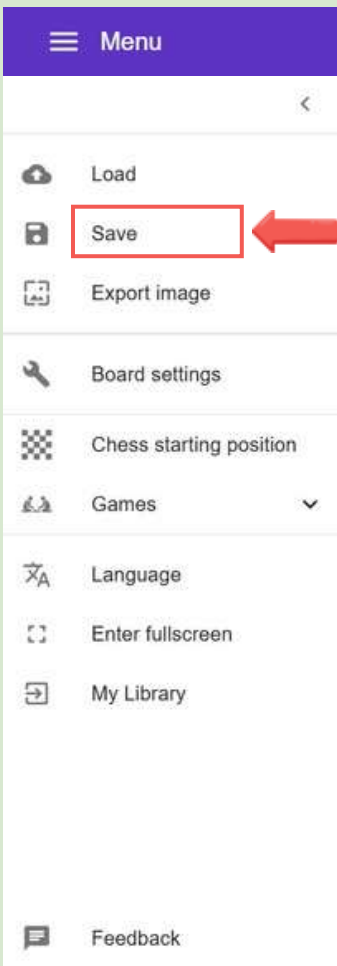 Menu
Load
Save
Export image
Board settings
Chess starting position
Games
Language
Enter fullscreen
My Library
Feedback